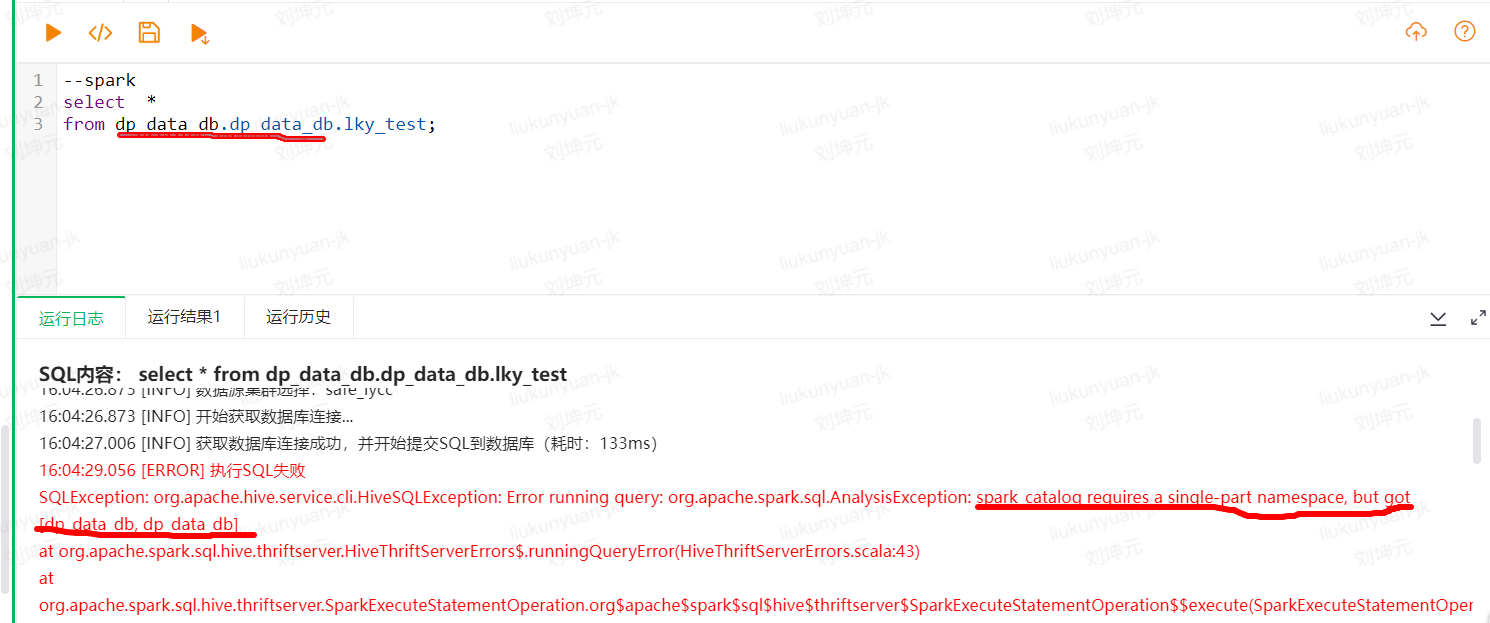 1 --spark
2 select  *
3 from dp_data_db.dp_data_db.lky_test;
运行日志 运行结果1 运行历史
SQL内容： select * from dp_data_db.dp_data_db.lky_test
16:04:26.873 [INFO] 数据源集群选择：safe_lycc
16:04:26.873 [INFO] 开始获取数据库连接...
16:04:27.006 [INFO] 获取数据库连接成功，并开始提交SQL到数据库（耗时：133ms）
16:04:29.056 [ERROR] 执行SQL失败
SQLException: org.apache.hive.service.cli.HiveSQLException: Error running query: org.apache.spark.sql.AnalysisException: spark_catalog requires a single-part namespace, but got
[dp_data_db, dp_data_db]
at org.apache.spark.sql.hive.thriftserver.HiveThriftServerErrors$.runningQueryError(HiveThriftServerErrors.scala:43)
at
org.apache.spark.sql.hive.thriftserver.SparkExecuteStatementOperation.org$apache$spark$sql$hive$thriftserver$SparkExecuteStatementOperation$$execute(SparkExecuteStatementOper
liukunyuan-jk
刘坤元